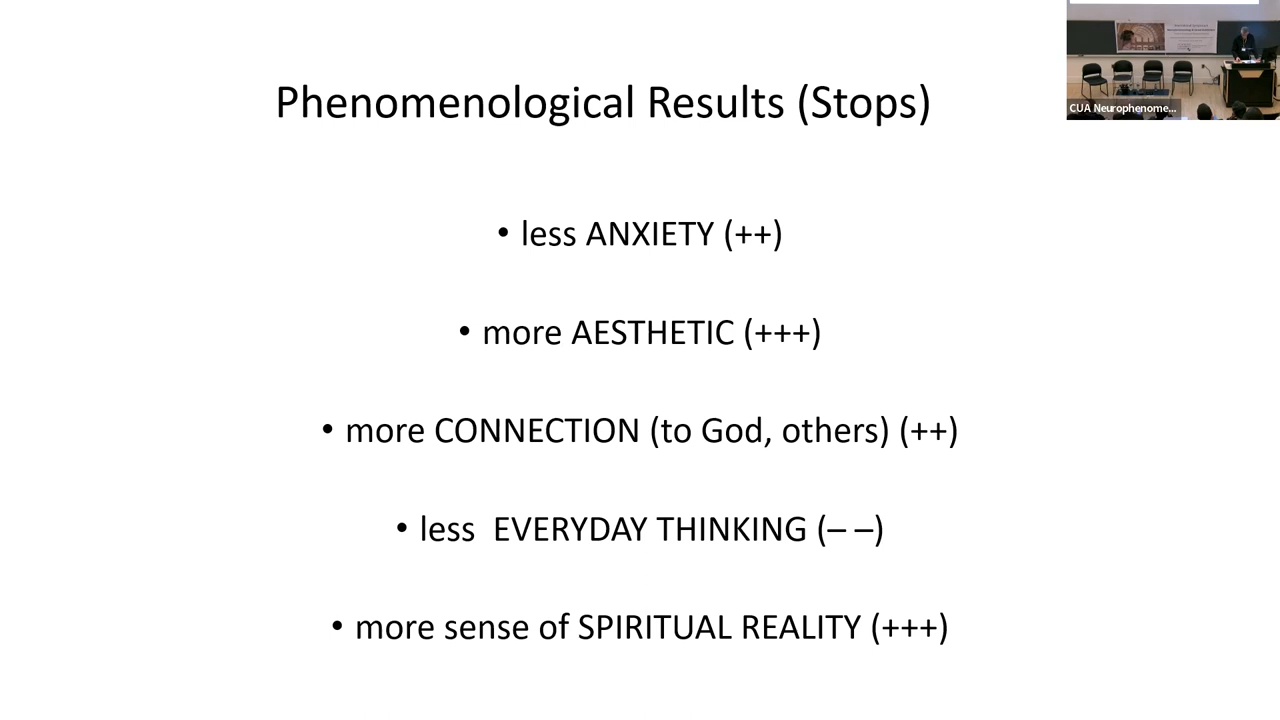 Phenomenological Results (Stops)
• less ANXIETY (++)
• more AESTHETIC (+++)
• more CONNECTION (to God, others) (++)
• less  EVERYDAY THINKING (– –)
• more sense of SPIRITUAL REALITY (+++)
CUA Neurophenome...